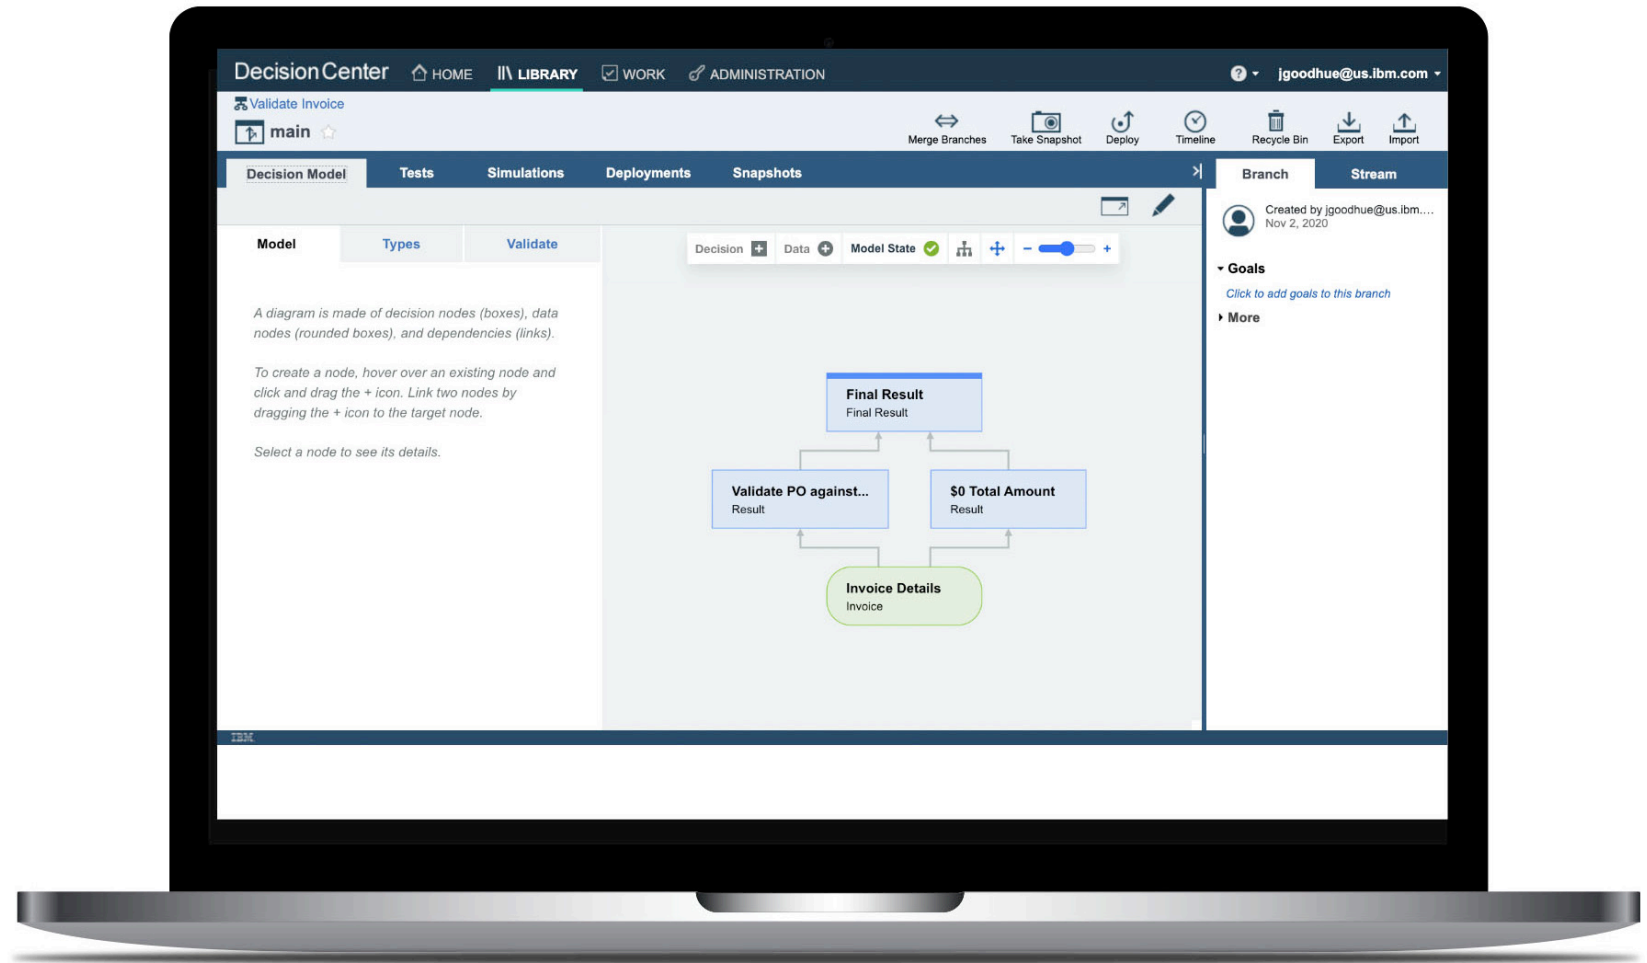 Decision Center HOME LIBRARY WORK ADMINISTRATION ? jgoodhue@us.ibm.com
Validate Invoice
main
Merge Branches Take Snapshot Deploy Timeline Recycle Bin Export Import
Decision Model Tests Simulations Deployments Snapshots
Branch Stream
Created by jgoodhue@us.ibm....
Nov 2, 2020
Goals
Click to add goals to this branch
More
Model Types Validate
Decision Data Model State
A diagram is made of decision nodes (boxes), data
nodes (rounded boxes), and dependencies (links).
To create a node, hover over an existing node and
click and drag the + icon. Link two nodes by
dragging the + icon to the target node.
Select a node to see its details.
Final Result
Final Result
Validate PO against...
Result
$0 Total Amount
Result
Invoice Details
Invoice
IBM.